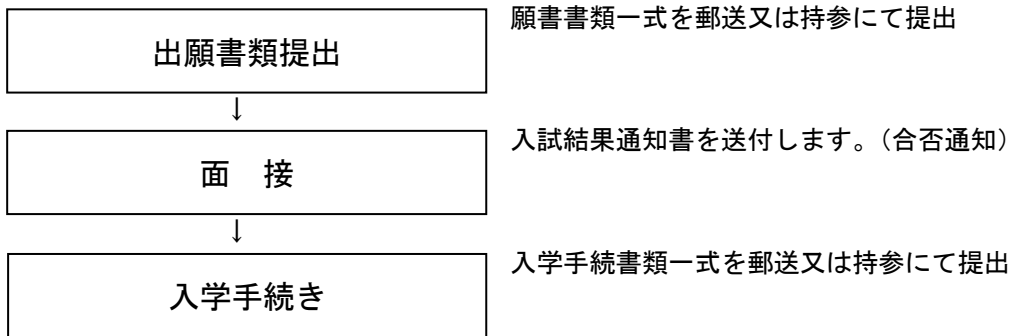 願書書類一式を郵送又は持参にて提出
出願書類提出
↓
入試結果通知書を送付します。（合否通知）
面　接
↓
入学手続書類一式を郵送又は持参にて提出
入学手続き